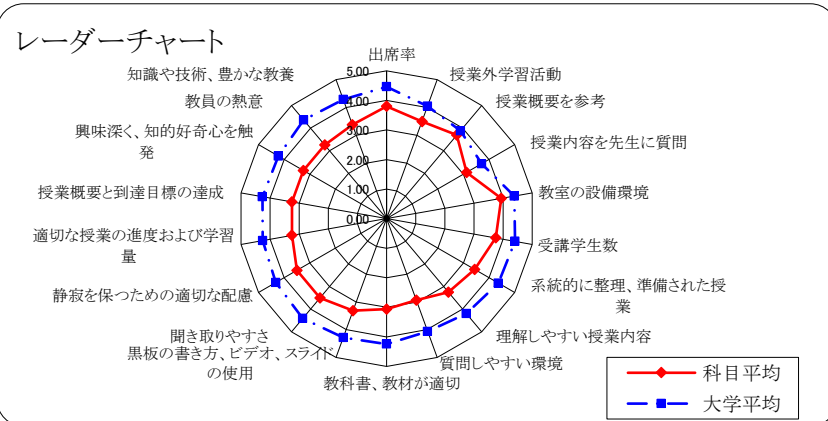 レーダーチャート
出席率
授業外学習活動
授業概要を参考
授業内容を先生に質問
教室の設備環境
受講学生数
系統的に整理、準備された授
業
理解しやすい授業内容
質問しやすい環境
教科書、教材が適切
黒板の書き方、ビデオ、スライド
の使用
聞き取りやすさ
静寂を保つための適切な配慮
適切な授業の進度および学習
量
授業概要と到達目標の達成
興味深く、知的好奇心を触
発
教員の熱意
知識や技術、豊かな教養
5.00
4.00
3.00
2.00
1.00
0.00
科目平均
大学平均